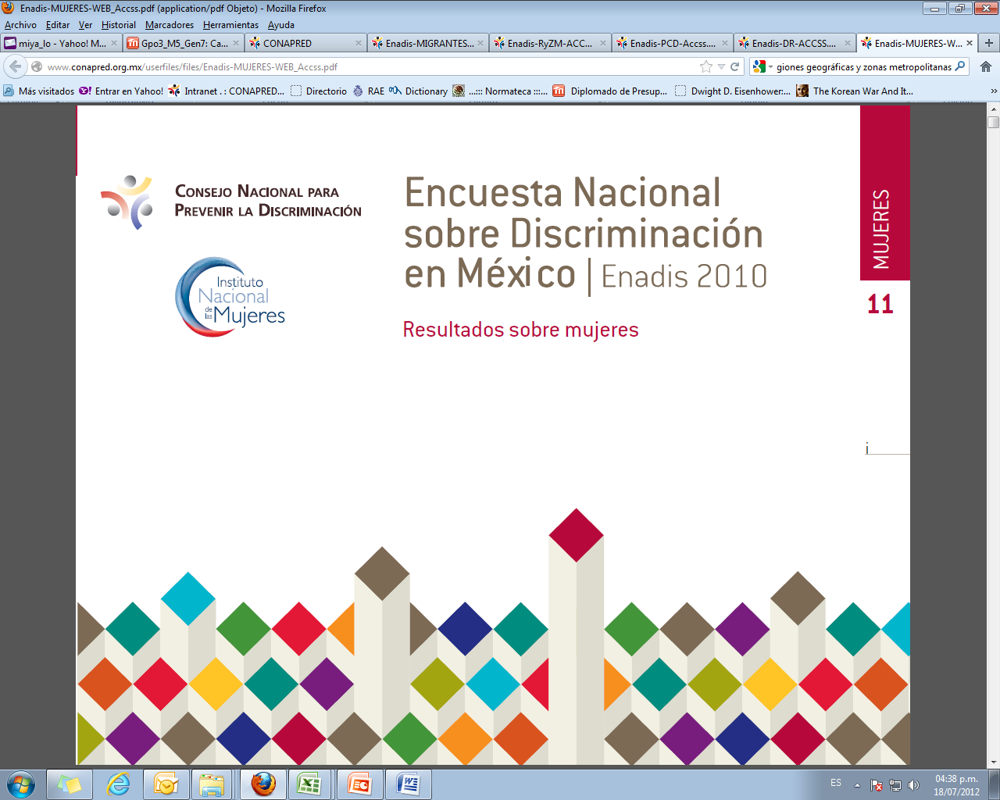 Enadis-MUJERES-WEB_Accss.pdf (application/pdf Objeto) - Mozilla Firefox
Archivo Editar Ver Historial Marcadores Herramientas Ayuda
miya_lo - Yahoo! M... Gpo3_M5_Gen7: Ca... CONAPRED Enadis-MIGRANTES... Enadis-RyZM-ACC... Enadis-PCD-Accss.... Enadis-DR-ACCSS.... Enadis-MUJERES-W...
www.conapred.org.mx/userfiles/files/Enadis-MUJERES-WEB_Accss.pdf giones geográficas y zonas metropolitanas
Más visitados Entrar en Yahoo! Intranet . : CONAPRED... Directorio RAE Dictionary ...::: Normateca :::... Diplomado de Presup... Dwight D. Eisenhower:... The Korean War And It... »
CONSEJO NACIONAL PARA
PREVENIR LA DISCRIMINACIÓN
Instituto
Nacional
de las
Mujeres
Encuesta Nacional
sobre Discriminación
en México | Enadis 2010
Resultados sobre mujeres
MUJERES
11
i
ES
04:38 p.m.
18/07/2012